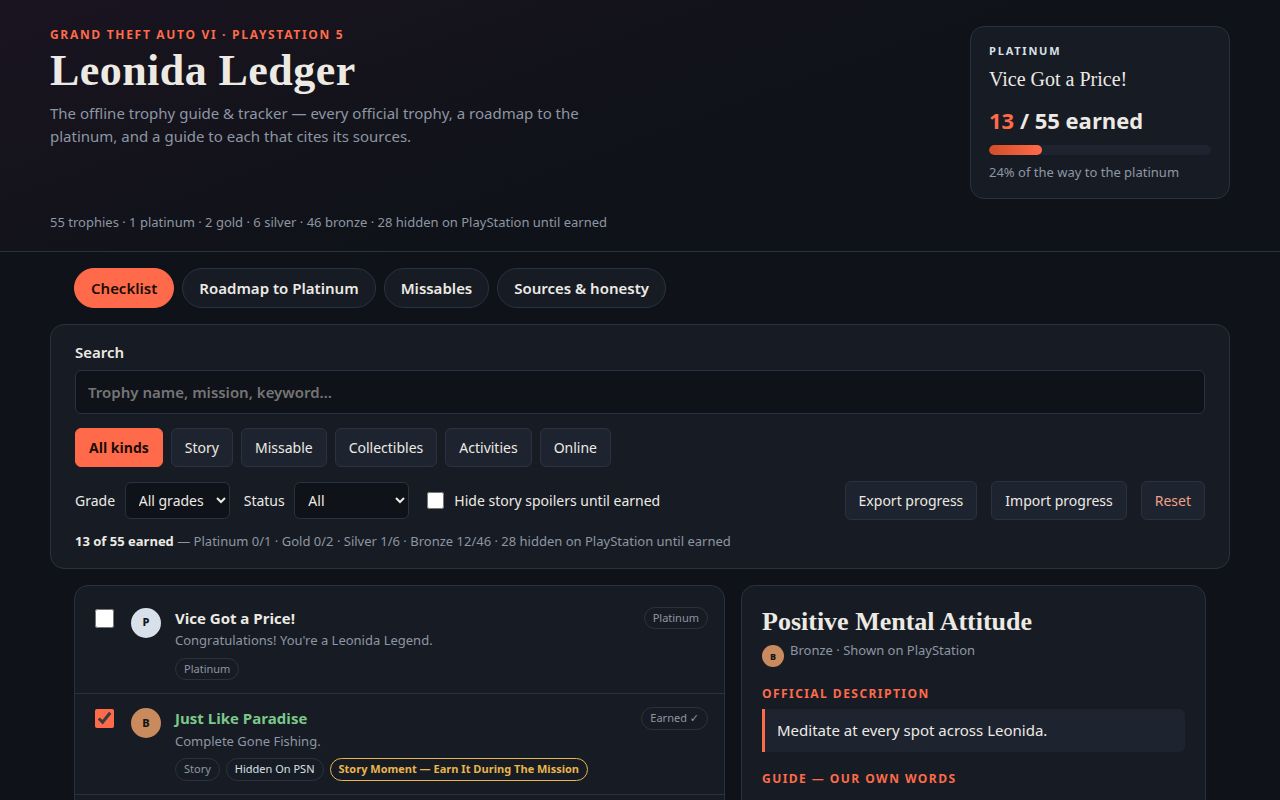 GRAND THEFT AUTO VI · PLAYSTATION 5
Leonida Ledger
The offline trophy guide & tracker — every official trophy, a roadmap to the
platinum, and a guide to each that cites its sources.
55 trophies · 1 platinum · 2 gold · 6 silver · 46 bronze · 28 hidden on PlayStation until earned
PLATINUM
Vice Got a Price!
13 / 55 earned
24% of the way to the platinum
Checklist
Roadmap to Platinum
Missables
Sources & honesty
Search
Trophy name, mission, keyword...
All kinds
Story
Missable
Collectibles
Activities
Online
Grade
All grades
Status
All
Hide story spoilers until earned
Export progress
Import progress
Reset
13 of 55 earned — Platinum 0/1 · Gold 0/2 · Silver 1/6 · Bronze 12/46 · 28 hidden on PlayStation until earned
P
Vice Got a Price!
Platinum
Congratulations! You're a Leonida Legend.
Platinum
B
Just Like Paradise
Earned ✓
Complete Gone Fishing.
Story
Hidden On PSN
Story Moment — Earn It During The Mission
Positive Mental Attitude
B
Bronze · Shown on PlayStation
OFFICIAL DESCRIPTION
Meditate at every spot across Leonida.
GUIDE — OUR OWN WORDS